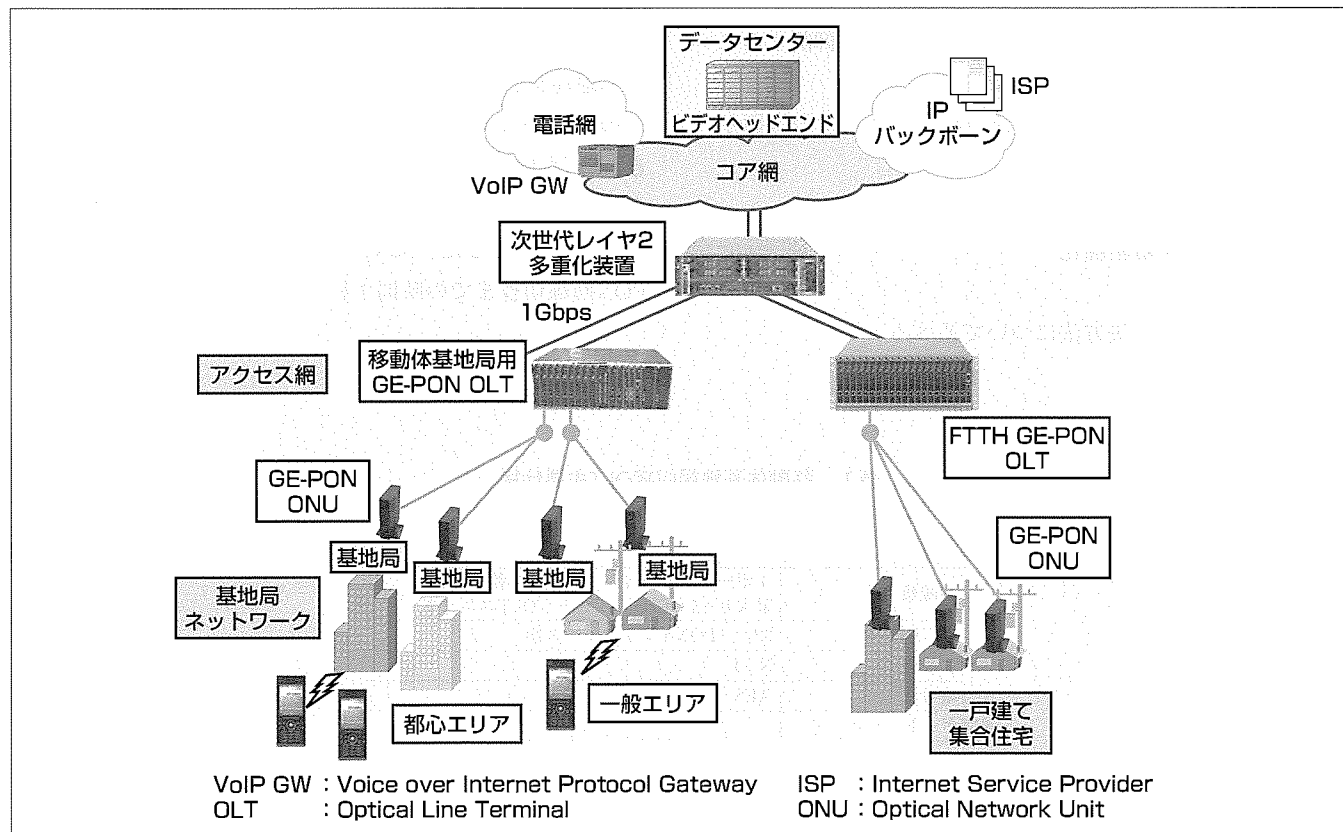 データセンター
ビデオヘッドエンド
電話網
VoIP GW
コア網
IP
バックボーン
ISP
次世代レイヤ2
多重化装置
1Gbps
アクセス網
移動体基地局用
GE-PON OLT
FTTH GE-PON
OLT
GE-PON
ONU
基地局
基地局
基地局
基地局
GE-PON
ONU
基地局
ネットワーク
都心エリア
一般エリア
一戸建て
集合住宅
VoIP GW : Voice over Internet Protocol Gateway
ISP : Internet Service Provider
OLT : Optical Line Terminal
ONU : Optical Network Unit